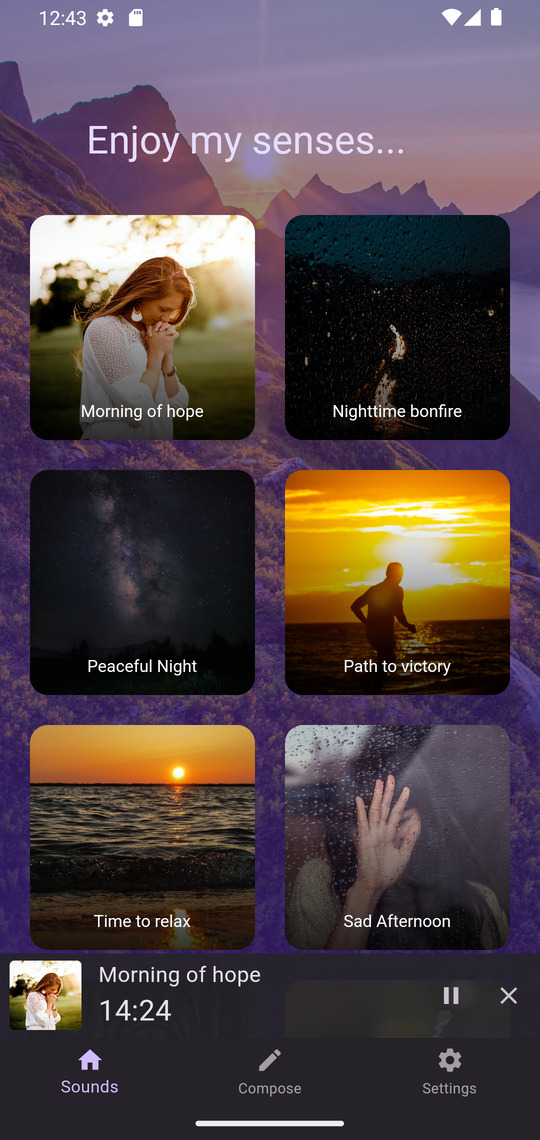 12:43
Enjoy my senses...
Morning of hope
Nighttime bonfire
Peaceful Night
Path to victory
Time to relax
Sad Afternoon
Morning of hope
14:24
Sounds
Compose
Settings